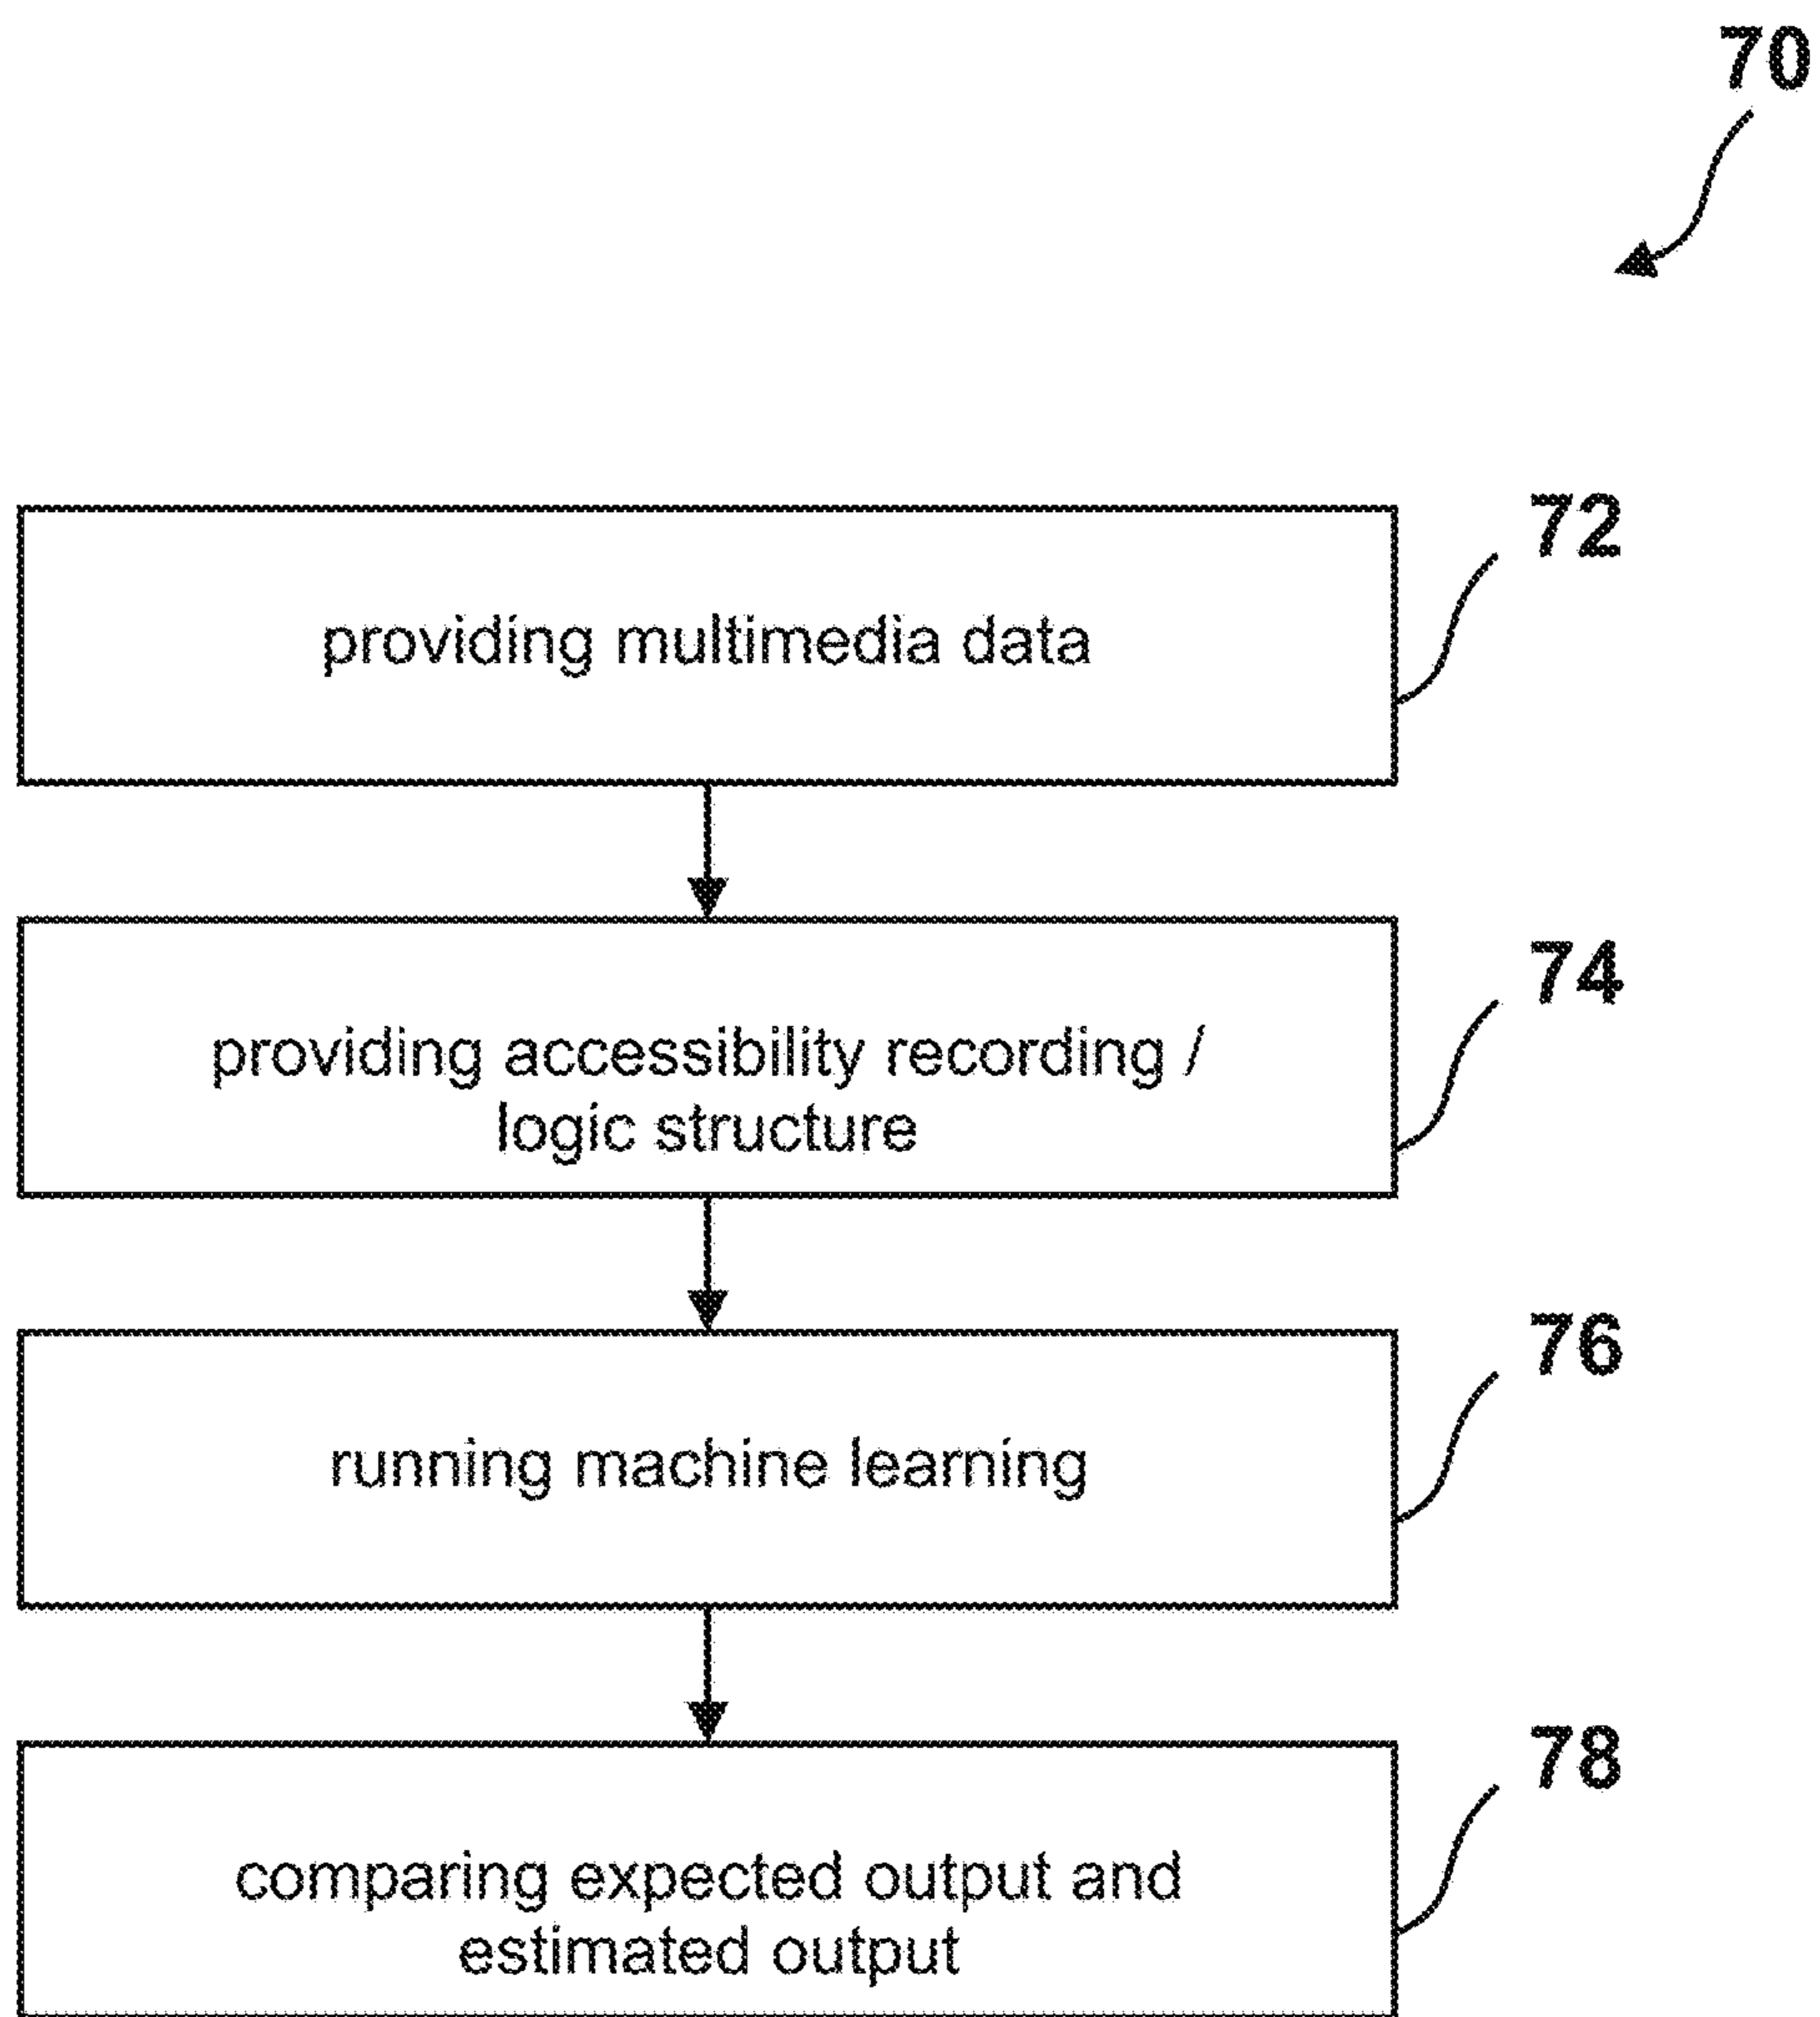 70
72
providing multimedia data
74
providing accessibility recording /
logic structure
76
running machine learning
78
comparing expected output and
estimated output